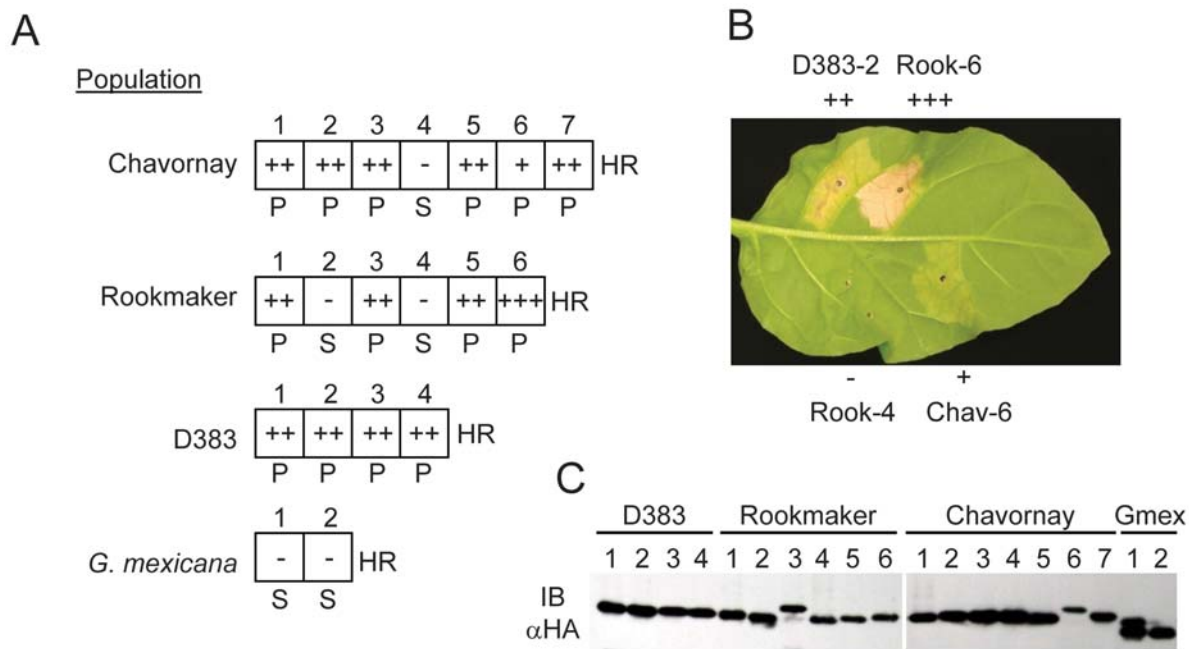 A
Population
1 2 3 4 5 6 7
Chavornay ++ ++ ++ - ++ + ++ HR
P P P S P P P
1 2 3 4 5 6
Rookmaker ++ - ++ - ++ +++ HR
P S P S P P
1 2 3 4
D383 ++ ++ ++ ++ HR
P P P P
1 2
G. mexicana - - HR
S S
B
D383-2 Rook-6
++ +++
- +
Rook-4 Chav-6
C
D383 Rookmaker Chavornay Gmex
1 2 3 4 1 2 3 4 5 6 1 2 3 4 5 6 7 1 2
IB
αHA